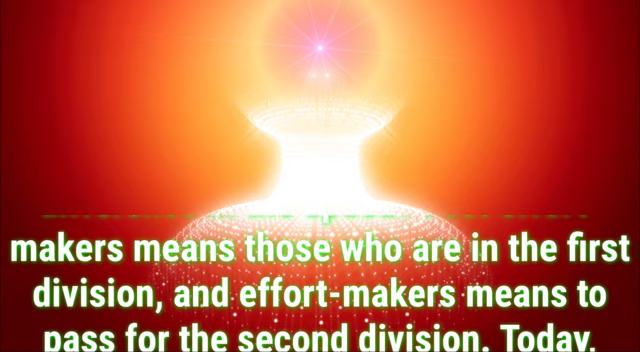 makers means those who are in the first
division, and effort-makers means to
pass for the second division. Today,